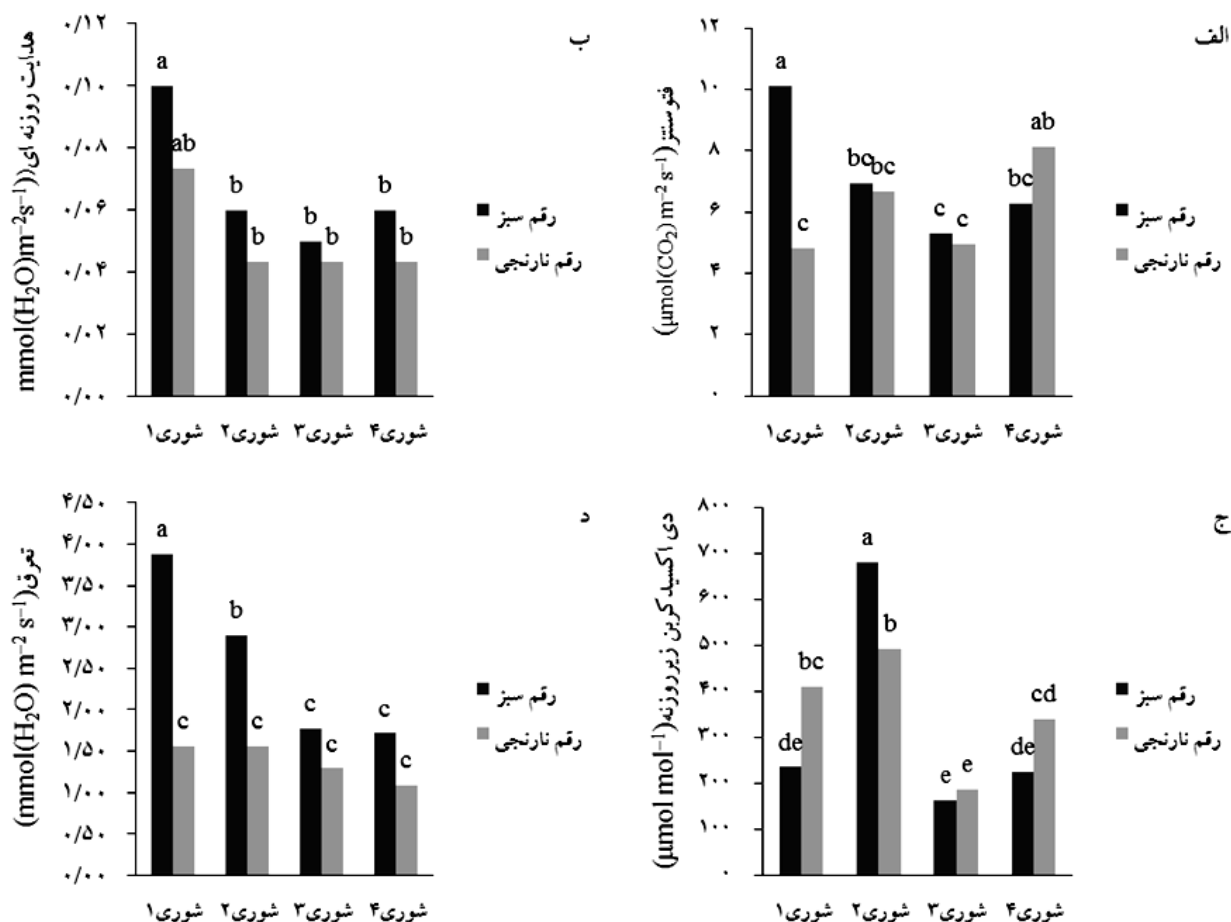 الف
فتوسنتز(μmol(CO₂) m⁻² s⁻¹)
۱۲
۱۰
۸
۶
۴
۲
۰
a
c
bc
bc
c
c
bc
ab
شوری۱
شوری۲
شوری۳
شوری۴
رقم سبز
رقم نارنجی
ب
هدایت روزنه ای((mmol(H₂O)m⁻²s⁻¹
۰/۱۲
۰/۱۰
۰/۰۸
۰/۰۶
۰/۰۴
۰/۰۲
۰/۰۰
a
ab
b
b
b
b
b
b
شوری۱
شوری۲
شوری۳
شوری۴
رقم سبز
رقم نارنجی
ج
دی اکسید کربن زیرروزنه(μmol mol⁻¹)
۸۰۰
۷۰۰
۶۰۰
۵۰۰
۴۰۰
۳۰۰
۲۰۰
۱۰۰
۰
de
bc
a
b
e
e
de
cd
شوری۱
شوری۲
شوری۳
شوری۴
رقم سبز
رقم نارنجی
د
تعرق(mmol(H₂O) m⁻² s⁻¹)
۴/۵۰
۴/۰۰
۳/۵۰
۳/۰۰
۲/۵۰
۲/۰۰
۱/۵۰
۱/۰۰
۰/۵۰
۰/۰۰
a
c
b
c
c
c
c
c
شوری۱
شوری۲
شوری۳
شوری۴
رقم سبز
رقم نارنجی